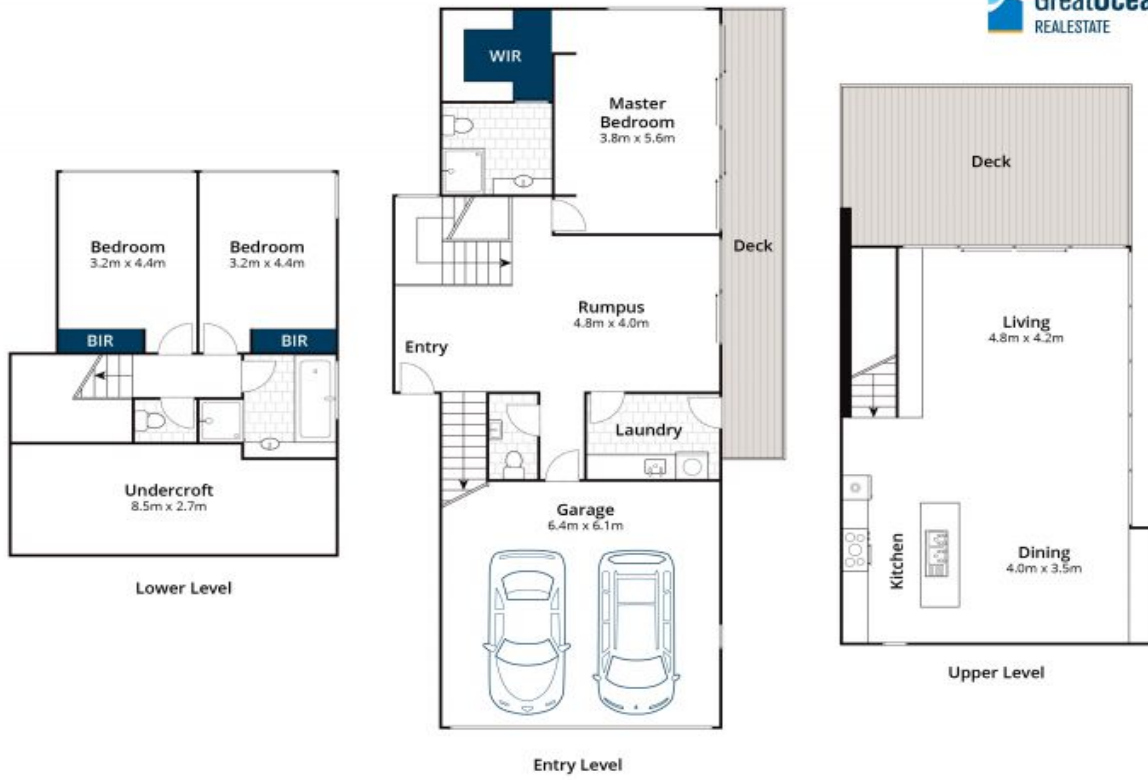 REALESTATE
WIR
Master
Bedroom
3.8m x 5.6m
Deck
Bedroom
3.2m x 4.4m
Bedroom
3.2m x 4.4m
Deck
Rumpus
4.8m x 4.0m
Living
4.8m x 4.2m
BIR
BIR
Entry
Laundry
Undercroft
8.5m x 2.7m
Garage
6.4m x 6.1m
Kitchen
Dining
4.0m x 3.5m
Lower Level
Upper Level
Entry Level